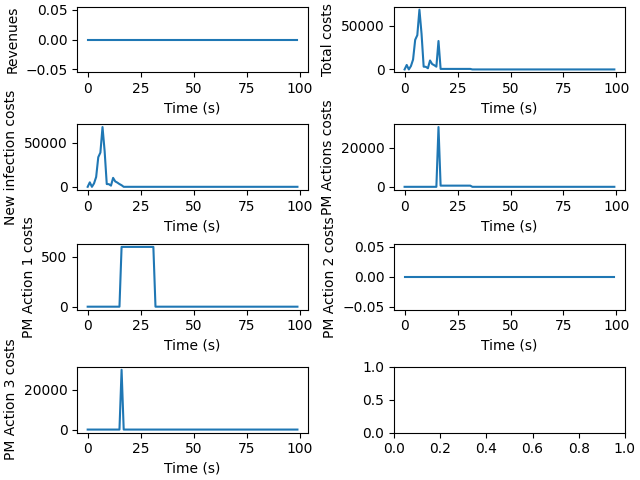 Revenues
0.05
0.00
−0.05
0 25 50 75 100
Time (s)
Total costs
50000
0
0 25 50 75 100
Time (s)
New infection costs
50000
0
0 25 50 75 100
Time (s)
PM Actions costs
20000
0
0 25 50 75 100
Time (s)
PM Action 1 costs
500
0
0 25 50 75 100
Time (s)
PM Action 2 costs
0.05
0.00
−0.05
0 25 50 75 100
Time (s)
PM Action 3 costs
20000
0
0 25 50 75 100
Time (s)
1.0
0.5
0.0
0.0 0.2 0.4 0.6 0.8 1.0